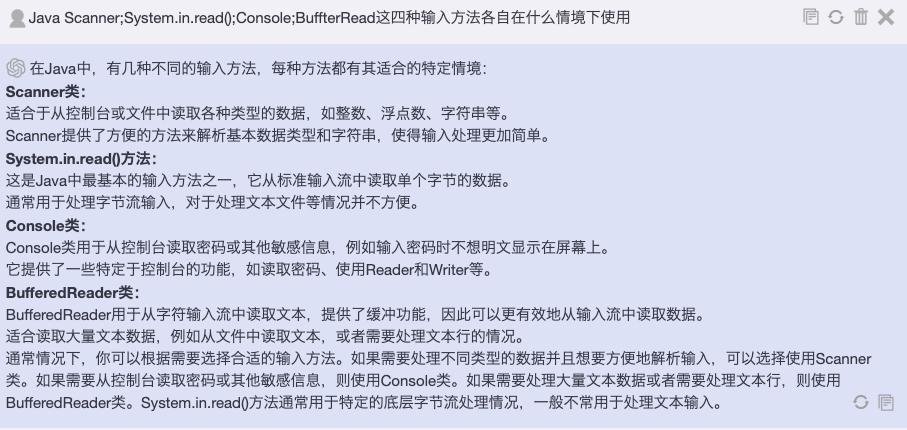 Java Scanner;System.in.read();Console;BuffterRead这四种输入方法各自在什么情境下使用
在Java中，有几种不同的输入方法，每种方法都有其适合的特定情境：
Scanner类：
适合于从控制台或文件中读取各种类型的数据，如整数、浮点数、字符串等。
Scanner提供了方便的方法来解析基本数据类型和字符串，使得输入处理更加简单。
System.in.read()方法：
这是Java中最基本的输入方法之一，它从标准输入流中读取单个字节的数据。
通常用于处理字节流输入，对于处理文本文件等情况并不方便。
Console类：
Console类用于从控制台读取密码或其他敏感信息，例如输入密码时不想明文显示在屏幕上。
它提供了一些特定于控制台的功能，如读取密码、使用Reader和Writer等。
BufferedReader类：
BufferedReader用于从字符输入流中读取文本，提供了缓冲功能，因此可以更有效地从输入流中读取数据。
适合读取大量文本数据，例如从文件中读取文本，或者需要处理文本行的情况。
通常情况下，你可以根据需要选择合适的输入方法。如果需要处理不同类型的数据并且想要方便地解析输入，可以选择使用Scanner
类。如果需要从控制台读取密码或其他敏感信息，则使用Console类。如果需要处理大量文本数据或者需要处理文本行，则使用
BufferedReader类。System.in.read()方法通常用于特定的底层字节流处理情况，一般不常用于处理文本输入。